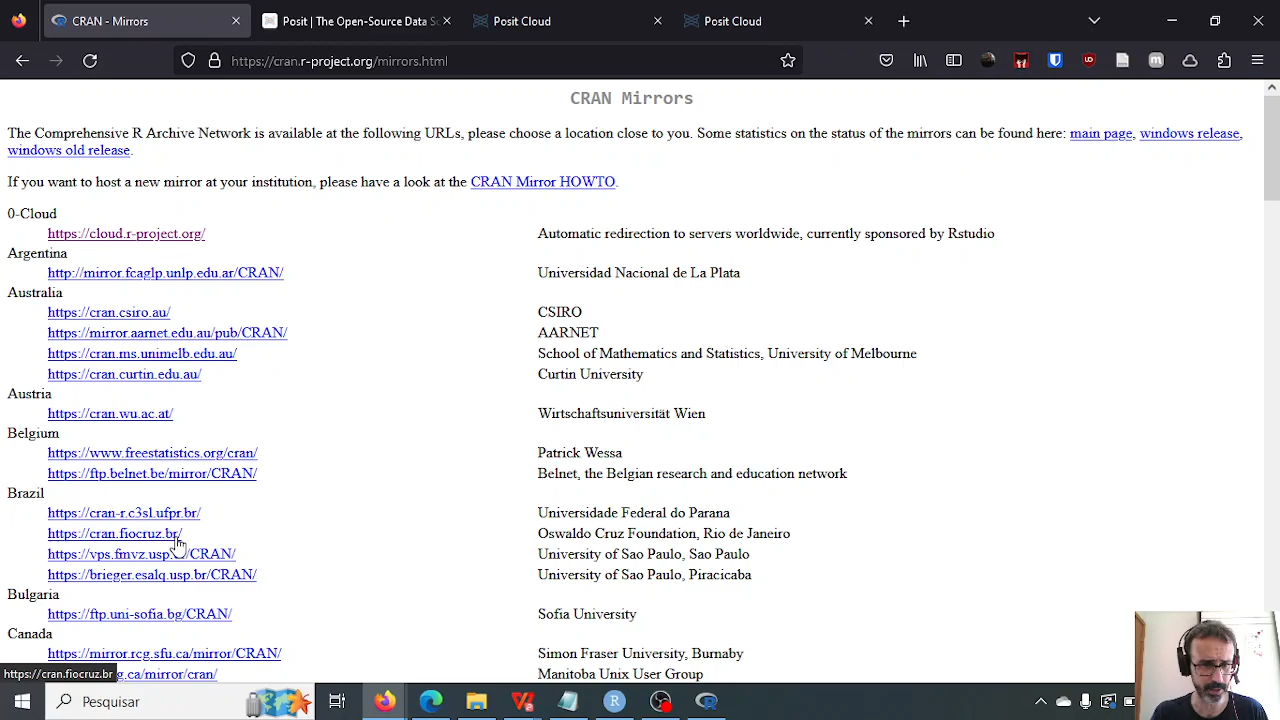 CRAN - Mirrors
Posit | The Open-Source Data S
Posit Cloud
Posit Cloud
https://cran.r-project.org/mirrors.html
CRAN Mirrors
The Comprehensive R Archive Network is available at the following URLs, please choose a location close to you. Some statistics on the status of the mirrors can be found here: main page, windows release,
windows old release.
If you want to host a new mirror at your institution, please have a look at the CRAN Mirror HOWTO.
0-Cloud
https://cloud.r-project.org/ Automatic redirection to servers worldwide, currently sponsored by Rstudio
Argentina
http://mirror.fcaglp.unlp.edu.ar/CRAN/ Universidad Nacional de La Plata
Australia
https://cran.csiro.au/ CSIRO
https://mirror.aarnet.edu.au/pub/CRAN/ AARNET
https://cran.ms.unimelb.edu.au/ School of Mathematics and Statistics, University of Melbourne
https://cran.curtin.edu.au/ Curtin University
Austria
https://cran.wu.ac.at/ Wirtschaftsuniversität Wien
Belgium
https://www.freestatistics.org/cran/ Patrick Wessa
https://ftp.belnet.be/mirror/CRAN/ Belnet, the Belgian research and education network
Brazil
https://cran-r.c3sl.ufpr.br/ Universidade Federal do Parana
https://cran.fiocruz.br/ Oswaldo Cruz Foundation, Rio de Janeiro
https://vps.fmvz.usp. /CRAN/ University of Sao Paulo, Sao Paulo
https://brieger.esalq.usp.br/CRAN/ University of Sao Paulo, Piracicaba
Bulgaria
https://ftp.uni-sofia.bg/CRAN/ Sofia University
Canada
https://mirror.rcg.sfu.ca/mirror/CRAN/ Simon Fraser University, Burnaby
https://cran.fiocruz.br g.ca/mirror/cran/ Manitoba Unix User Group
Pesquisar